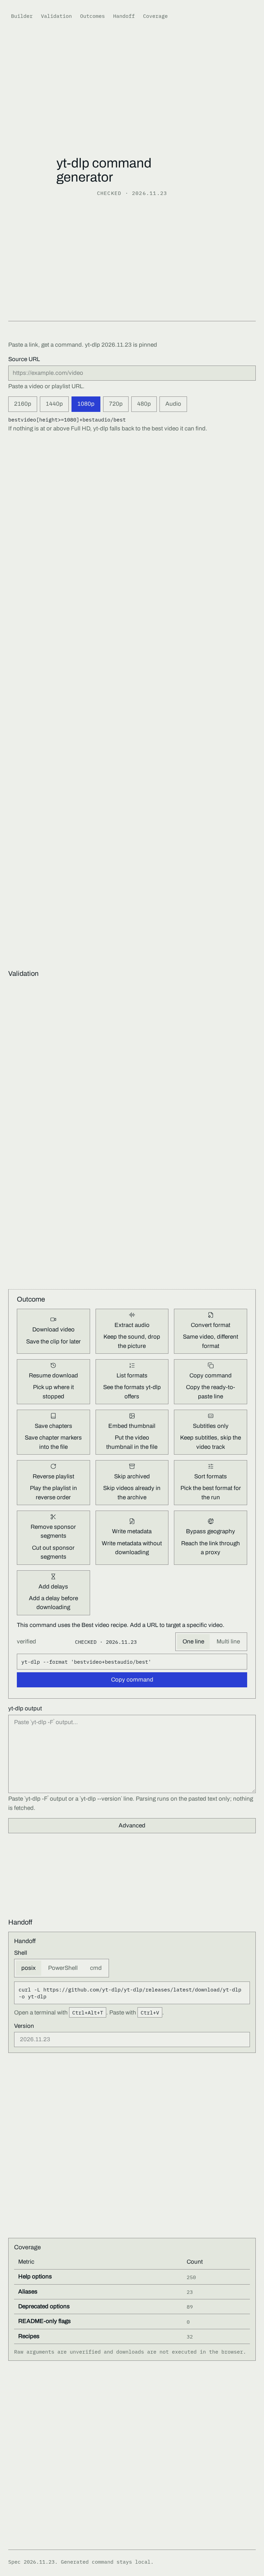 Builder Validation Outcomes Handoff Coverage
yt-dlp command
generator
CHECKED · 2026.11.23
Paste a link, get a command. yt-dlp 2026.11.23 is pinned
Source URL
https://example.com/video
Paste a video or playlist URL.
2160p 1440p 1080p 720p 480p Audio
bestvideo[height>=1080]+bestaudio/best
If nothing is at or above Full HD, yt-dlp falls back to the best video it can find.
Validation
Outcome
Download video
Save the clip for later
Extract audio
Keep the sound, drop
the picture
Convert format
Same video, different
format
Resume download
Pick up where it
stopped
List formats
See the formats yt-dlp
offers
Copy command
Copy the ready-to-
paste line
Save chapters
Save chapter markers
into the file
Embed thumbnail
Put the video
thumbnail in the file
Subtitles only
Keep subtitles, skip the
video track
Reverse playlist
Play the playlist in
reverse order
Skip archived
Skip videos already in
the archive
Sort formats
Pick the best format for
the run
Remove sponsor
segments
Cut out sponsor
segments
Write metadata
Write metadata without
downloading
Bypass geography
Reach the link through
a proxy
Add delays
Add a delay before
downloading
This command uses the Best video recipe. Add a URL to target a specific video.
verified CHECKED · 2026.11.23 One line Multi line
yt-dlp --format 'bestvideo+bestaudio/best'
Copy command
yt-dlp output
Paste `yt-dlp -F` output...
Paste `yt-dlp -F` output or a `yt-dlp --version` line. Parsing runs on the pasted text only; nothing
is fetched.
Advanced
Handoff
Handoff
Shell
posix PowerShell cmd
curl -L https://github.com/yt-dlp/yt-dlp/releases/latest/download/yt-dlp
-o yt-dlp
Open a terminal with Ctrl+Alt+T Paste with Ctrl+V
Version
2026.11.23
Coverage
Metric Count
Help options 250
Aliases 23
Deprecated options 89
README-only flags 8
Recipes 32
Raw arguments are unverified and downloads are not executed in the browser.
Spec 2026.11.23. Generated command stays local.